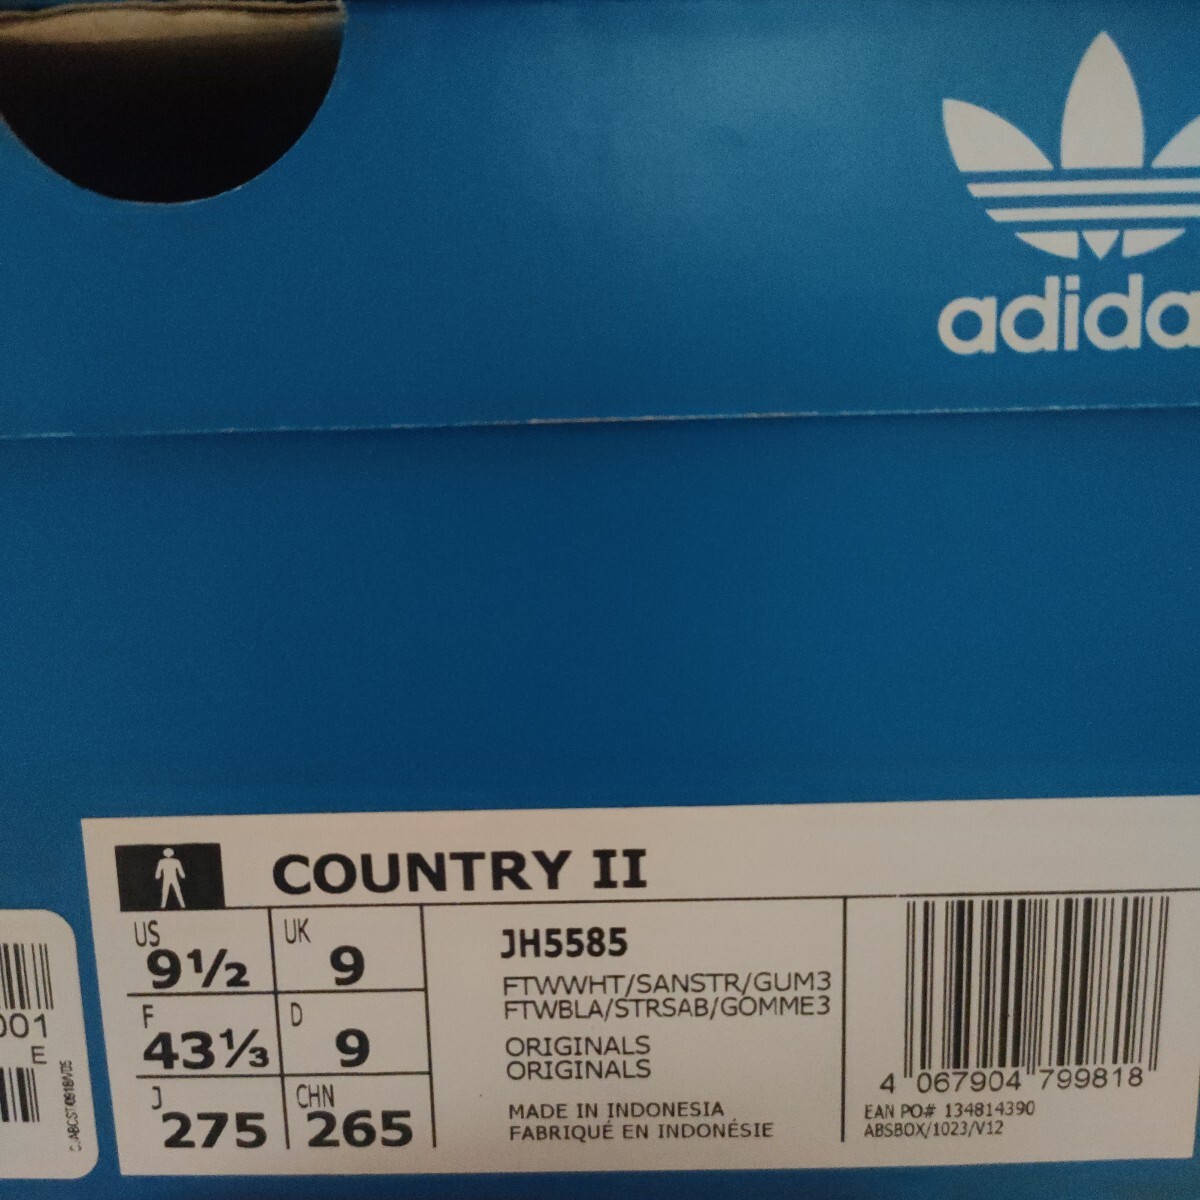 adida
COUNTRY II
US
9½
UK
9
F
43⅓
D
9
J
275
CHN
265
JH5585
FTWWHT/SANSTR/GUM3
FTWBLA/STRSAB/GOMME3
ORIGINALS
ORIGINALS
MADE IN INDONESIA
FABRIQUÉ EN INDONÉSIE
4 067904 799818
EAN PO# 134814390
ABSBOX/1023/V12
001
E